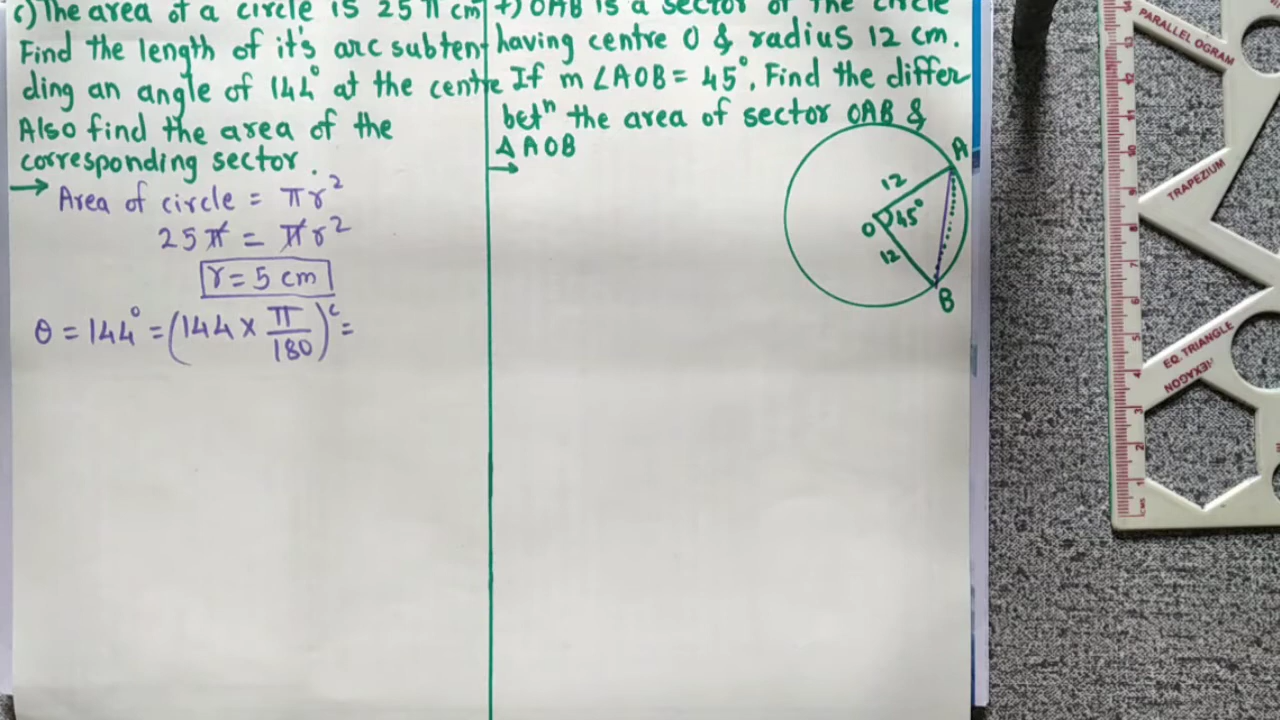 c) The area of a circle is 25 π cm
Find the length of it's arc subten
ding an angle of 144° at the centre
Also find the area of the
corresponding sector.
→ Area of circle = πr²
25π = πr²
r = 5 cm
θ = 144° = (144 × π/180)ᶜ =
f) OAB is a sector of the circle
having centre O & radius 12 cm.
If m∠AOB = 45°, Find the differ
betⁿ the area of sector OAB &
ΔAOB
→
A
12
O 45°
12
B
PARALLEL OGRAM
TRAPEZIUM
EQ. TRIANGLE
HEXAGON